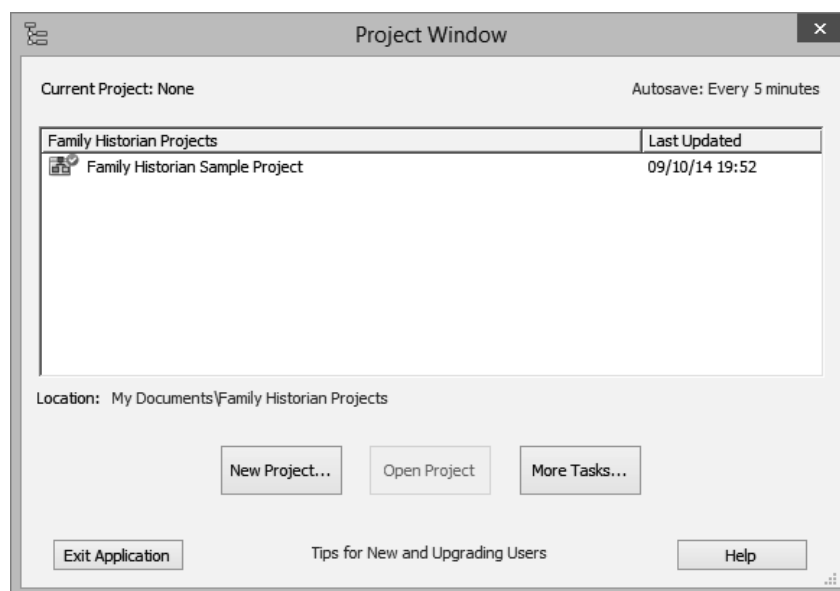 Project Window
Current Project: None
Autosave: Every 5 minutes
Family Historian Projects
Last Updated
Family Historian Sample Project
09/10/14 19:52
Location: My Documents\Family Historian Projects
New Project...
Open Project
More Tasks...
Exit Application
Tips for New and Upgrading Users
Help